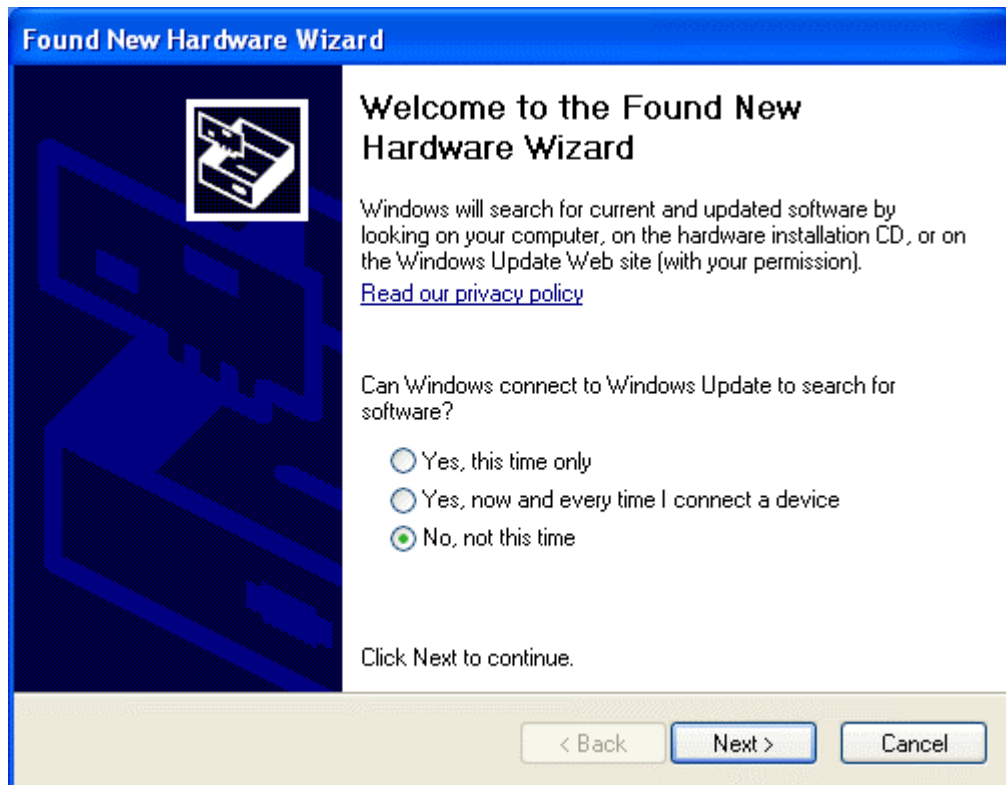 Found New Hardware Wizard
Welcome to the Found New
Hardware Wizard
Windows will search for current and updated software by
looking on your computer, on the hardware installation CD, or on
the Windows Update Web site (with your permission).
Read our privacy policy
Can Windows connect to Windows Update to search for
software?
Yes, this time only
Yes, now and every time I connect a device
No, not this time
Click Next to continue.
< Back
Next >
Cancel